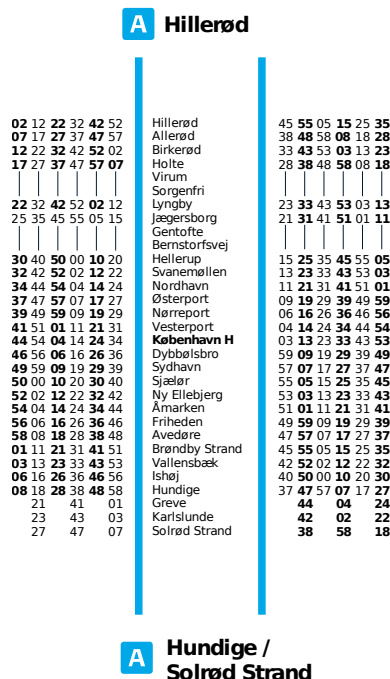 A Hillerød
02 12 22 32 42 52 Hillerød 45 55 05 15 25 35
07 17 27 37 47 57 Allerød 38 48 58 08 18 28
12 22 32 42 52 02 Birkerød 33 43 53 03 13 23
17 27 37 47 57 07 Holte 28 38 48 58 08 18
Virum
Sorgenfri
22 32 42 52 02 12 Lyngby 23 33 43 53 03 13
25 35 45 55 05 15 Jægersborg 21 31 41 51 01 11
Gentofte
Bernstorfsvej
30 40 50 00 10 20 Hellerup 15 25 35 45 55 05
32 42 52 02 12 22 Svanemøllen 13 23 33 43 53 03
34 44 54 04 14 24 Nordhavn 11 21 31 41 51 01
37 47 57 07 17 27 Østerport 09 19 29 39 49 59
39 49 59 09 19 29 Nørreport 06 16 26 36 46 56
41 51 01 11 21 31 Vesterport 04 14 24 34 44 54
44 54 04 14 24 34 København H 03 13 23 33 43 53
46 56 06 16 26 36 Dybbølsbro 59 09 19 29 39 49
49 59 09 19 29 39 Sydhavn 57 07 17 27 37 47
50 00 10 20 30 40 Sjælør 55 05 15 25 35 45
52 02 12 22 32 42 Ny Ellebjerg 53 03 13 23 33 43
54 04 14 24 34 44 Åmarken 51 01 11 21 31 41
56 06 16 26 36 46 Friheden 49 59 09 19 29 39
58 08 18 28 38 48 Avedøre 47 57 07 17 27 37
01 11 21 31 41 51 Brøndby Strand 45 55 05 15 25 35
03 13 23 33 43 53 Vallensbæk 42 52 02 12 22 32
06 16 26 36 46 56 Ishøj 40 50 00 10 20 30
08 18 28 38 48 58 Hundige 37 47 57 07 17 27
21 41 01 Greve 44 04 24
23 43 03 Karlslunde 42 02 22
27 47 07 Solrød Strand 38 58 18
A Hundige /
Solrød Strand